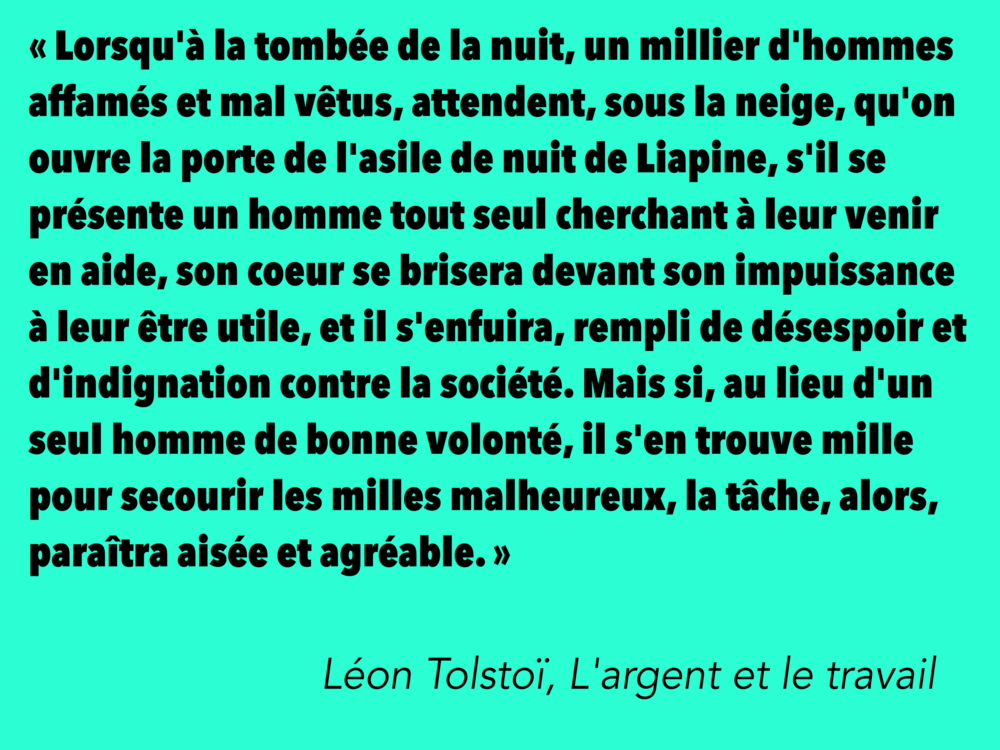 « Lorsqu'à la tombée de la nuit, un millier d'hommes
affamés et mal vêtus, attendent, sous la neige, qu'on
ouvre la porte de l'asile de nuit de Liapine, s'il se
présente un homme tout seul cherchant à leur venir
en aide, son coeur se brisera devant son impuissance
à leur être utile, et il s'enfuira, rempli de désespoir et
d'indignation contre la société. Mais si, au lieu d'un
seul homme de bonne volonté, il s'en trouve mille
pour secourir les milles malheureux, la tâche, alors,
paraîtra aisée et agréable. »
Léon Tolstoï, L'argent et le travail